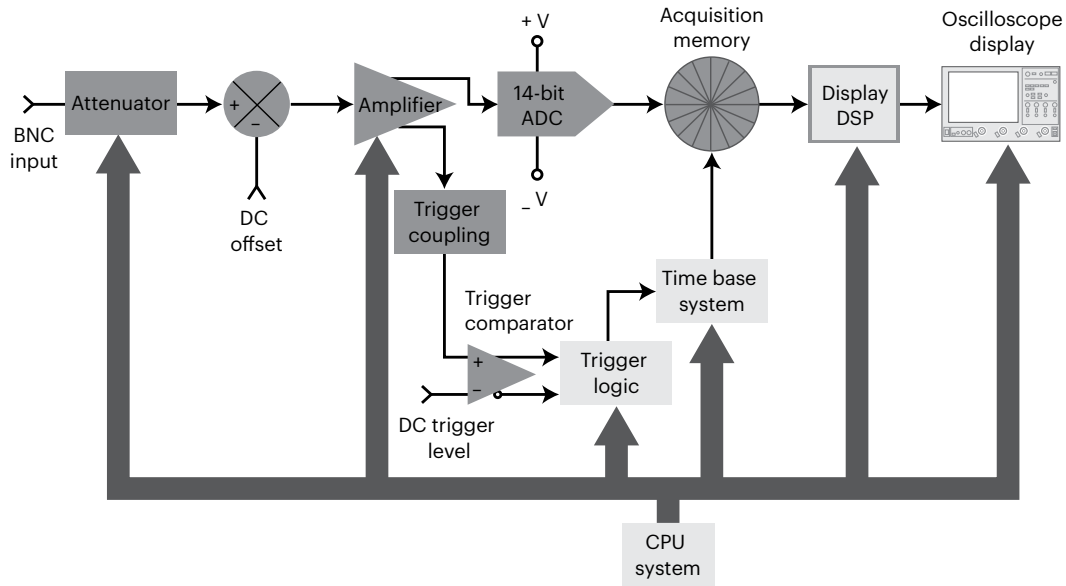 + V
Acquisition
memory
Oscilloscope
display
Attenuator
+
−
Amplifier
14-bit
ADC
Display
DSP
BNC
input
− V
DC
offset
Trigger
coupling
Time base
system
Trigger
comparator
+
−
Trigger
logic
DC trigger
level
CPU
system